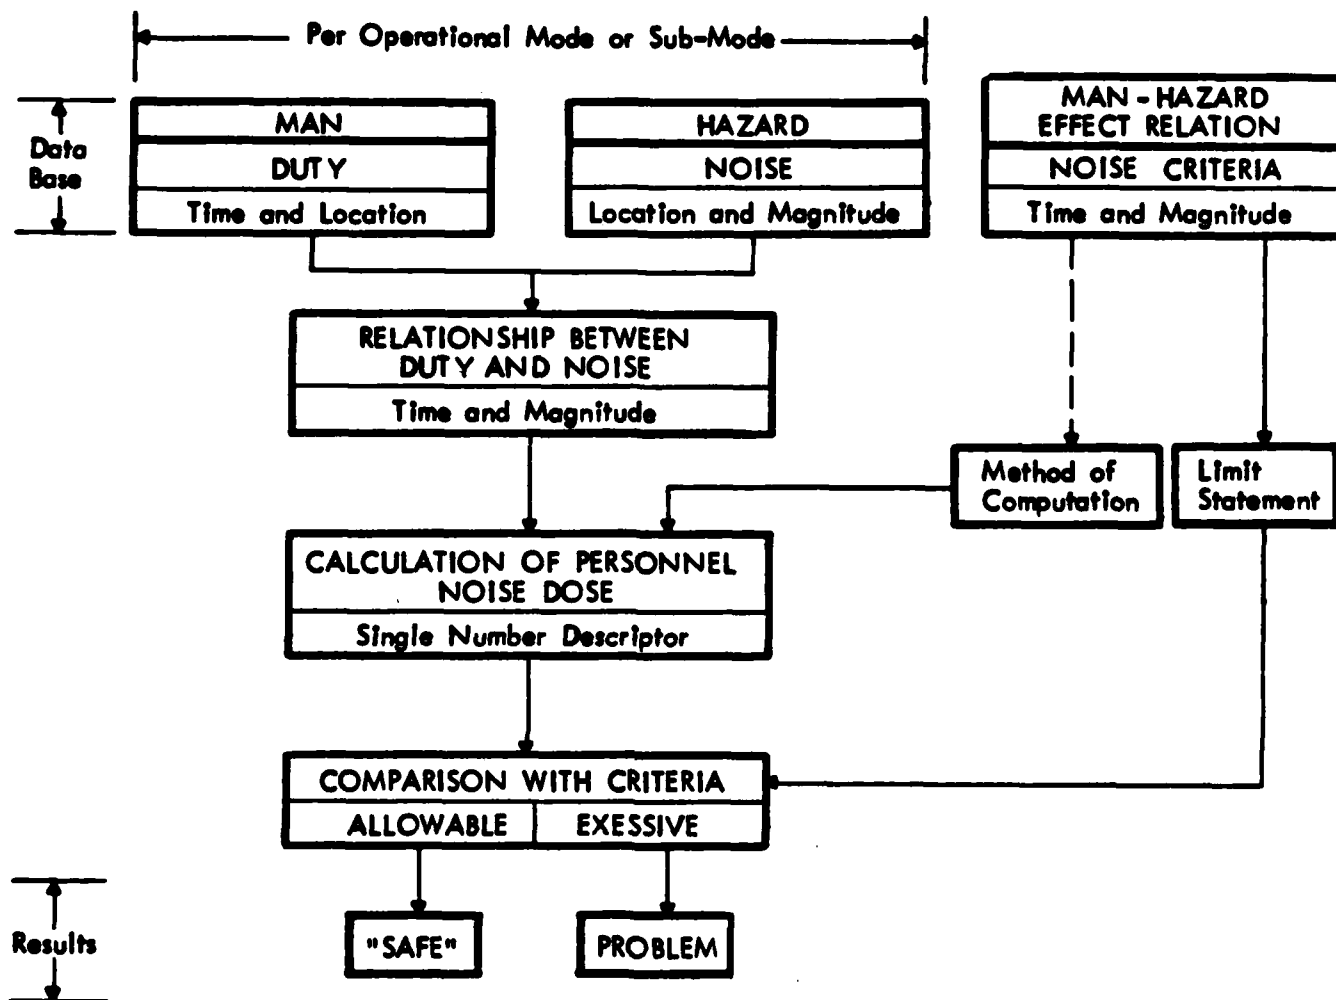 Per Operational Mode or Sub-Mode
Data
Base
MAN
DUTY
Time and Location
HAZARD
NOISE
Location and Magnitude
MAN - HAZARD
EFFECT RELATION
NOISE CRITERIA
Time and Magnitude
RELATIONSHIP BETWEEN
DUTY AND NOISE
Time and Magnitude
Method of
Computation
Limit
Statement
CALCULATION OF PERSONNEL
NOISE DOSE
Single Number Descriptor
COMPARISON WITH CRITERIA
ALLOWABLE
EXESSIVE
Results
"SAFE"
PROBLEM